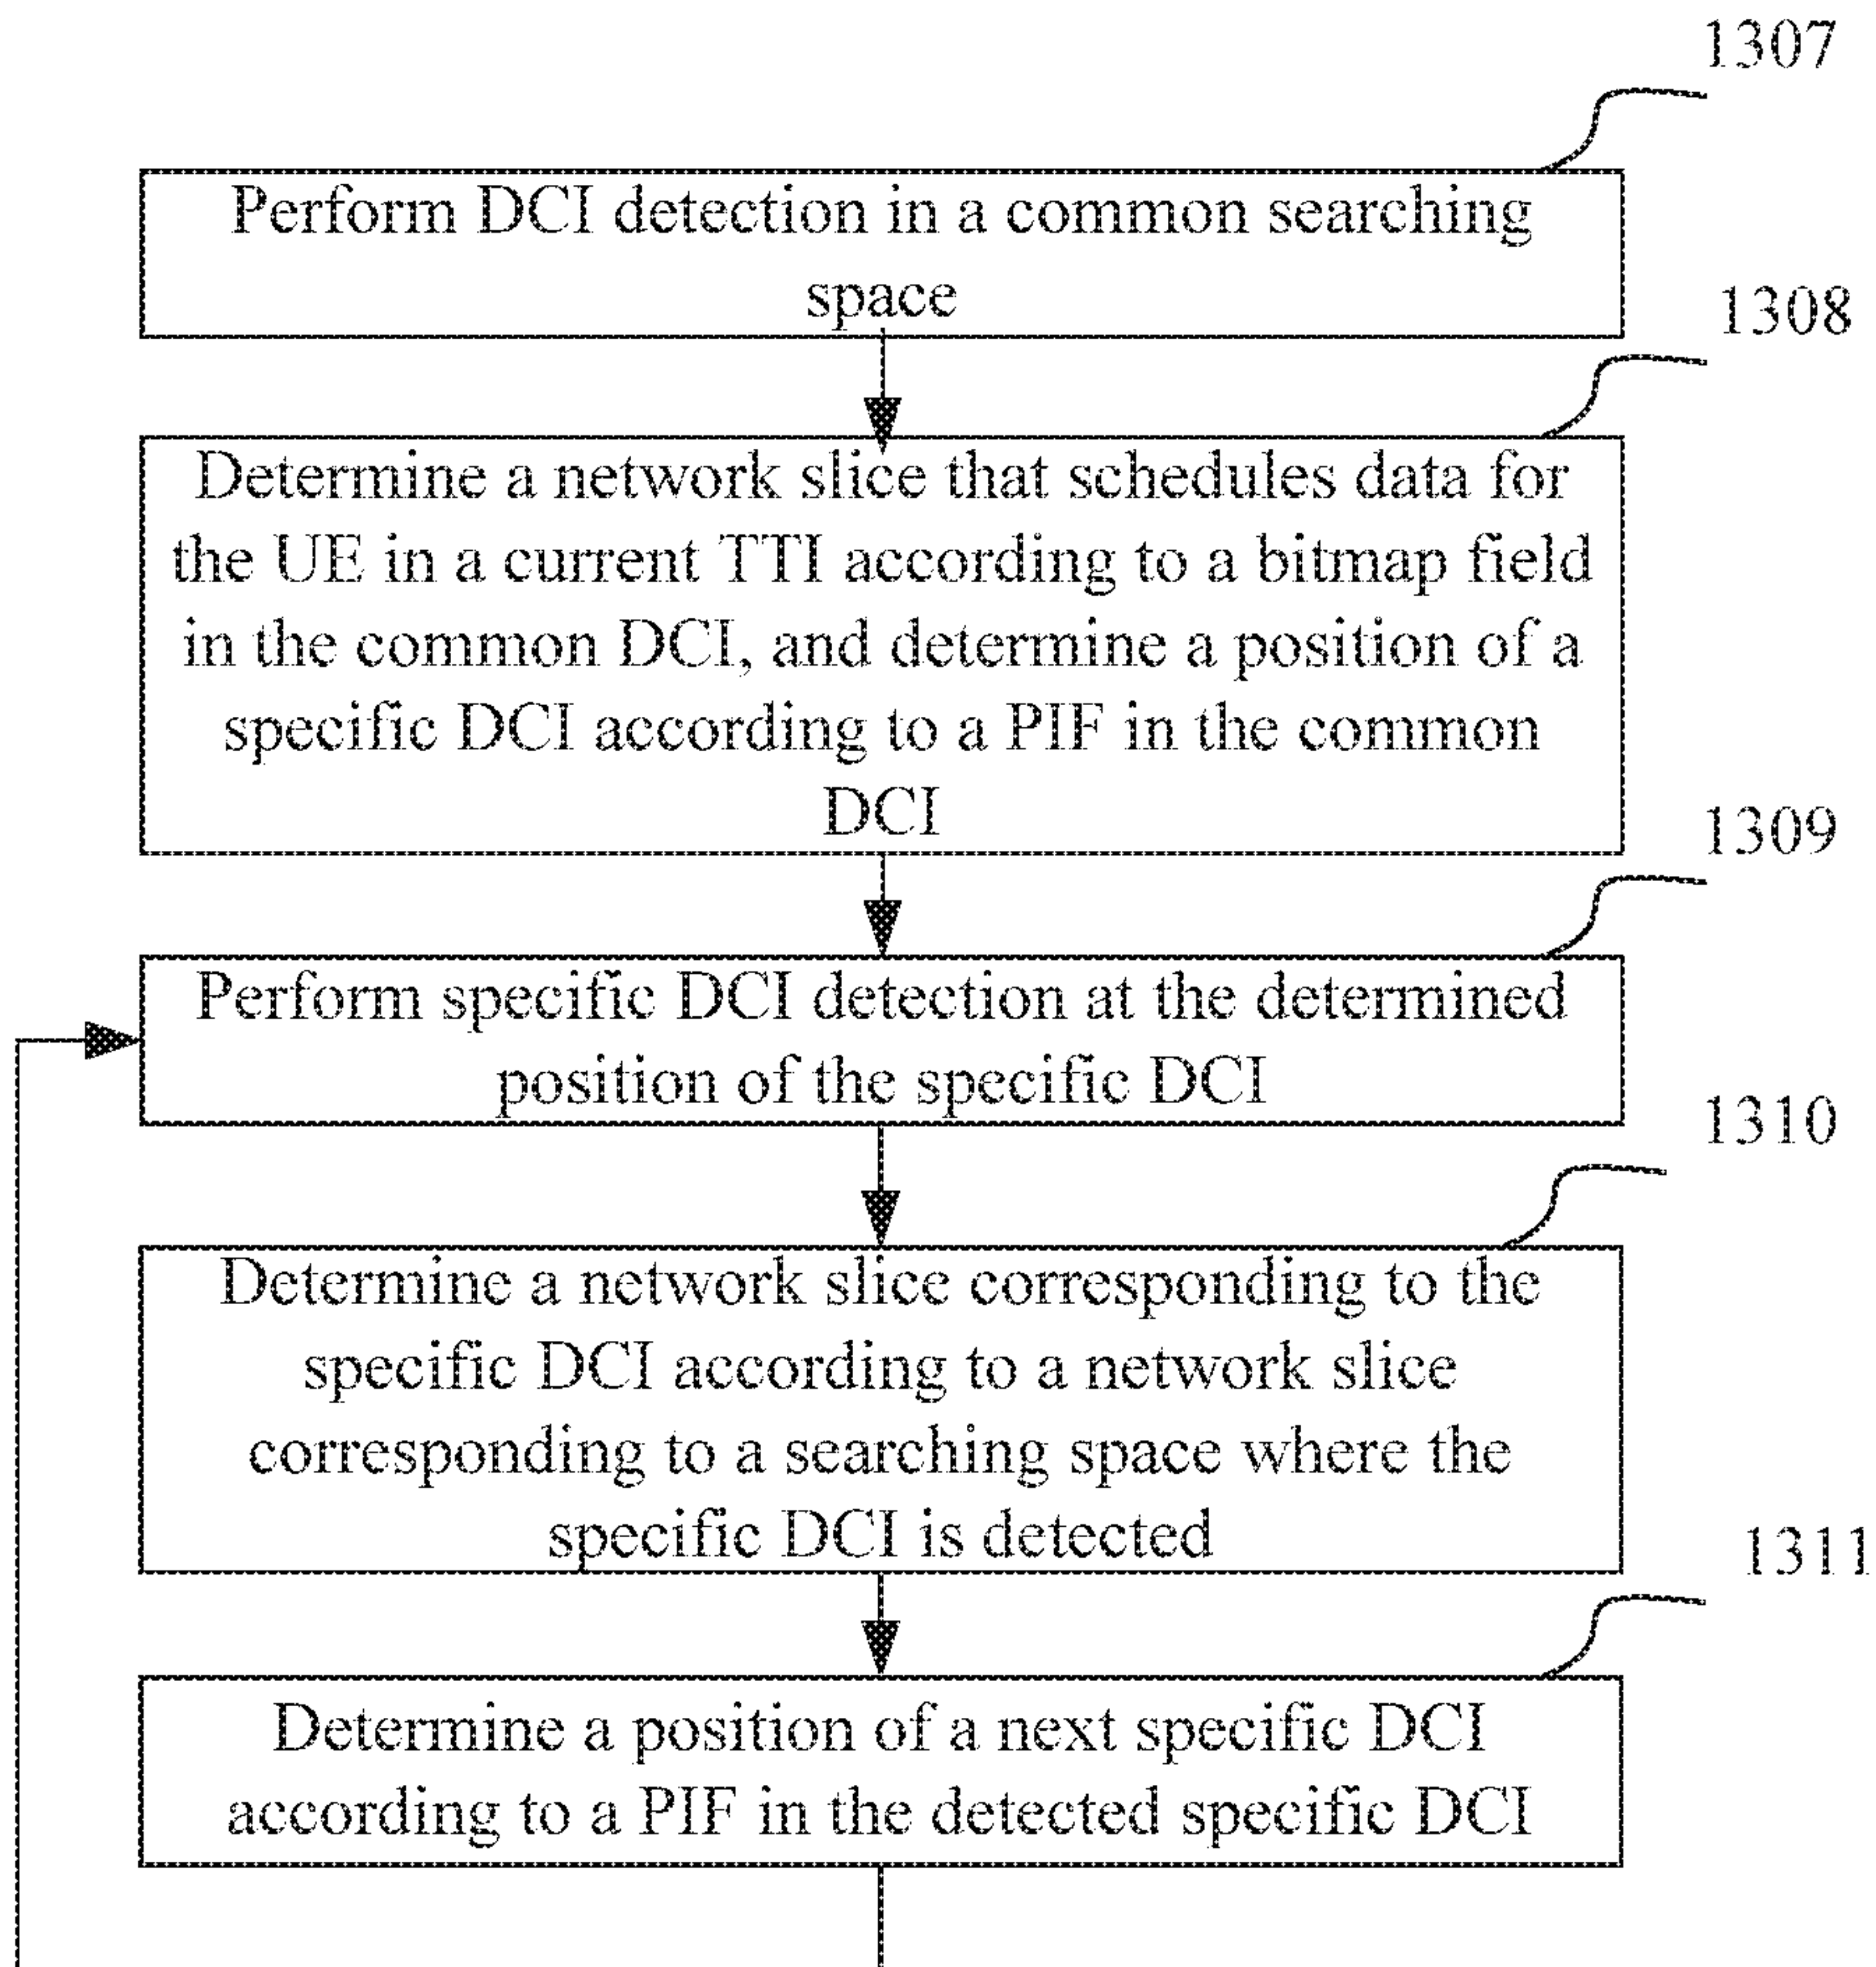 1307
Perform DCI detection in a common searching
space
1308
Determine a network slice that schedules data for
the UE in a current TTI according to a bitmap field
in the common DCI, and determine a position of a
specific DCI according to a PIF in the common
DCI
1309
Perform specific DCI detection at the determined
position of the specific DCI
1310
Determine a network slice corresponding to the
specific DCI according to a network slice
corresponding to a searching space where the
specific DCI is detected
1311
Determine a position of a next specific DCI
according to a PIF in the detected specific DCI